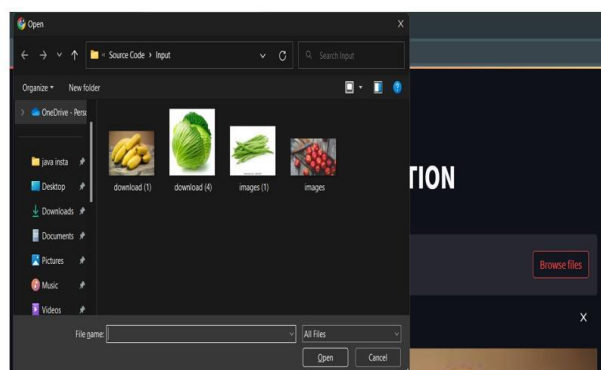 Open
X
« Source Code › Input
Search Input
Organize
New folder
OneDrive - Pers
java insta
Desktop
Downloads
Documents
Pictures
Music
Videos
download (1)
download (4)
images (1)
images
TION
Browse files
X
File name:
All Files
Open
Cancel